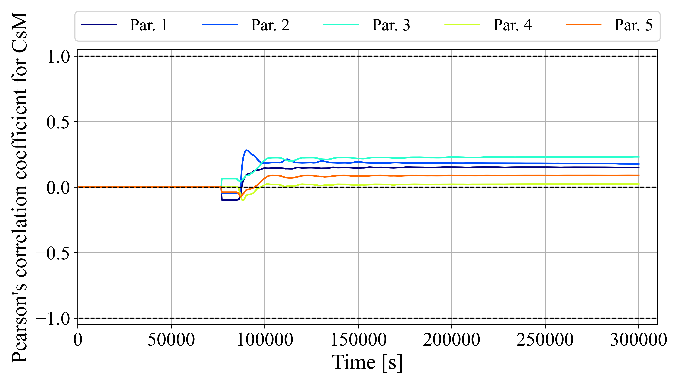 Par. 1 Par. 2 Par. 3 Par. 4 Par. 5
Pearson's correlation coefficient for CsM
1.0
0.5
0.0
−0.5
−1.0
0 50000 100000 150000 200000 250000 300000
Time [s]